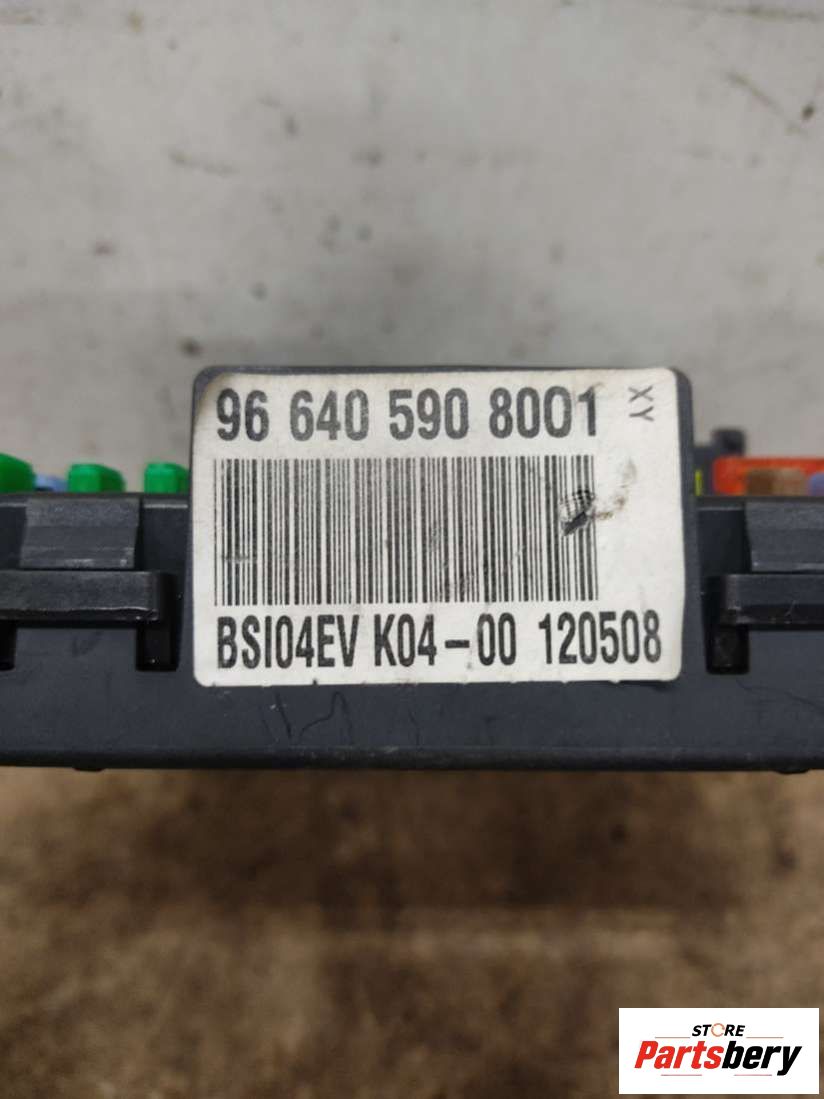 96 640 590 8001
XY
BSI04EV K04-00 120508
STORE
Partsbery